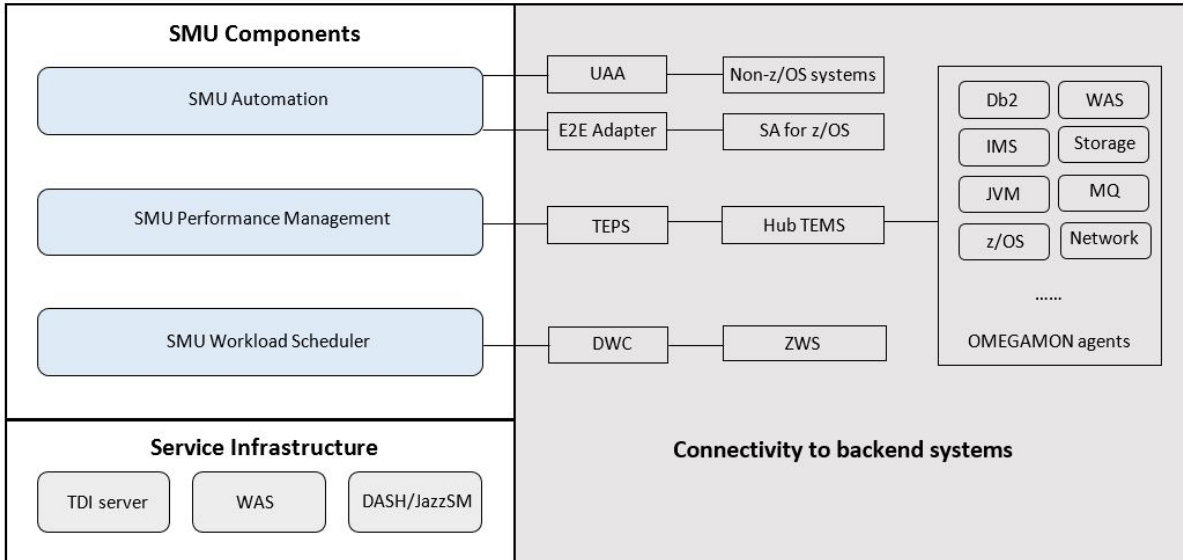 SMU Components
SMU Automation
SMU Performance Management
SMU Workload Scheduler
Service Infrastructure
TDI server
WAS
DASH/JazzSM
UAA
Non-z/OS systems
E2E Adapter
SA for z/OS
TEPS
Hub TEMS
DWC
ZWS
Db2
WAS
IMS
Storage
JVM
MQ
z/OS
Network
......
OMEGAMON agents
Connectivity to backend systems